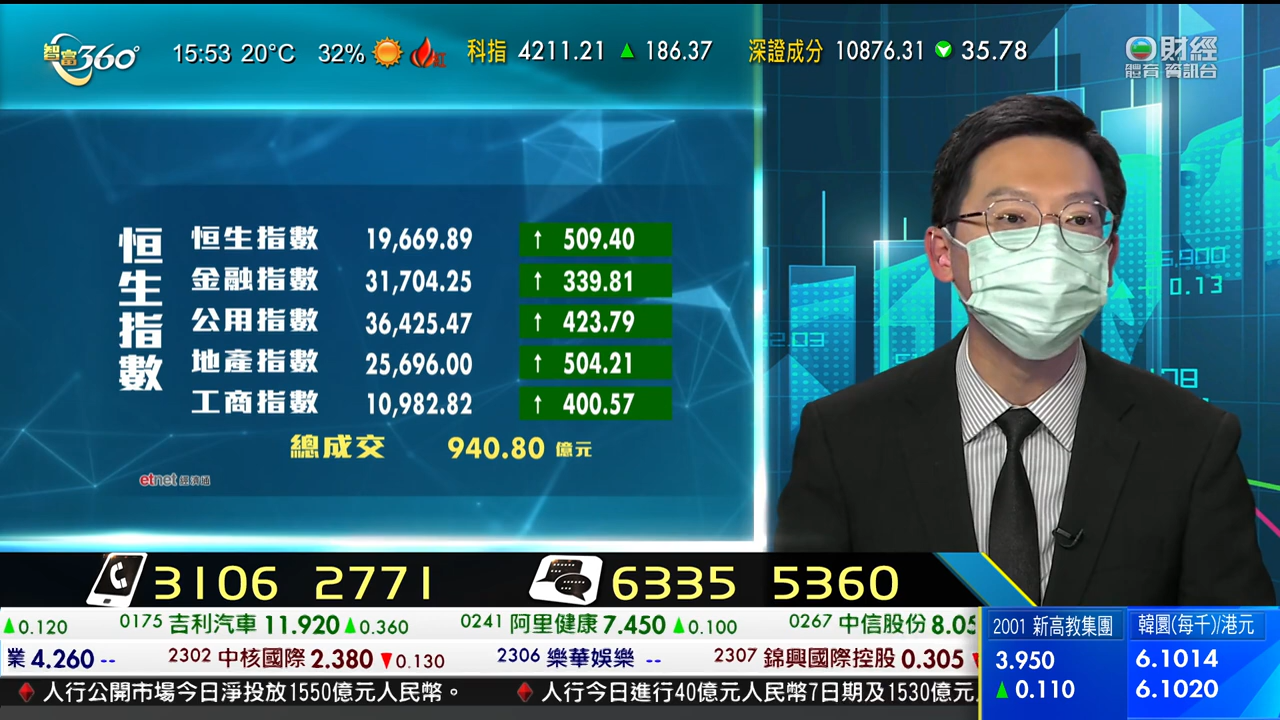 智富360°
15:53 20°C 32% 紅 科指 4211.21 ▲ 186.37 深證成分 10876.31 ▼ 35.78
財經
體育 資訊台
恒生指數
恒生指數 19,669.89 ↑ 509.40
金融指數 31,704.25 ↑ 339.81
公用指數 36,425.47 ↑ 423.79
地產指數 25,696.00 ↑ 504.21
工商指數 10,982.82 ↑ 400.57
總成交 940.80 億元
etnet 經濟通
3106 2771 6335 5360
▲0.120 0175 吉利汽車 11.920 ▲0.360 0241 阿里健康 7.450 ▲0.100 0267 中信股份 8.05
業 4.260 -- 2302 中核國際 2.380 ▼0.130 2306 樂華娛樂 -- 2307 錦興國際控股 0.305 ▼
人行公開市場今日淨投放1550億元人民幣。 人行今日進行40億元人民幣7日期及1530億元
2001 新高教集團
3.950
▲ 0.110
韓圜(每千)/港元
6.1014
6.1020